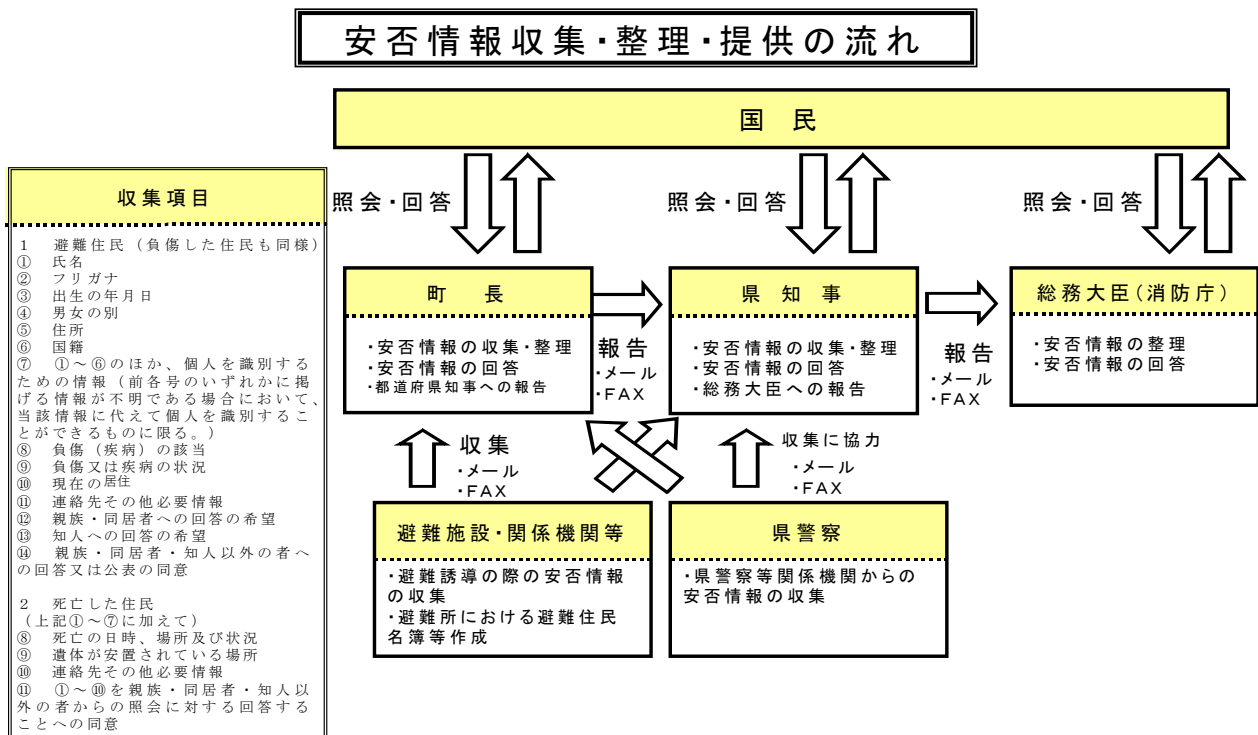 安否情報収集・整理・提供の流れ
国　民
照会・回答
照会・回答
照会・回答
収集項目
1　避難住民（負傷した住民も同様）
①　氏名
②　フリガナ
③　出生の年月日
④　男女の別
⑤　住所
⑥　国籍
⑦　①～⑥のほか、個人を識別する
ための情報（前各号のいずれかに掲
げる情報が不明である場合において、
当該情報に代えて個人を識別するこ
とができるものに限る。）
⑧　負傷（疾病）の該当
⑨　負傷又は疾病の状況
⑩　現在の居住
⑪　連絡先その他必要情報
⑫　親族・同居者への回答の希望
⑬　知人への回答の希望
⑭　親族・同居者・知人以外の者へ
の回答又は公表の同意
2　死亡した住民
（上記①～⑦に加えて）
⑧　死亡の日時、場所及び状況
⑨　遺体が安置されている場所
⑩　連絡先その他必要情報
⑪　①～⑩を親族・同居者・知人以
外の者からの照会に対する回答する
ことへの同意
町　長
・安否情報の収集・整理
・安否情報の回答
・都道府県知事への報告
報告
・メール
・FAX
県　知　事
・安否情報の収集・整理
・安否情報の回答
・総務大臣への報告
報告
・メール
・FAX
総務大臣（消防庁）
・安否情報の整理
・安否情報の回答
収集
・メール
・FAX
収集に協力
・メール
・FAX
避難施設・関係機関等
・避難誘導の際の安否情報
の収集
・避難所における避難住民
名簿等作成
県警察
・県警察等関係機関からの
安否情報の収集